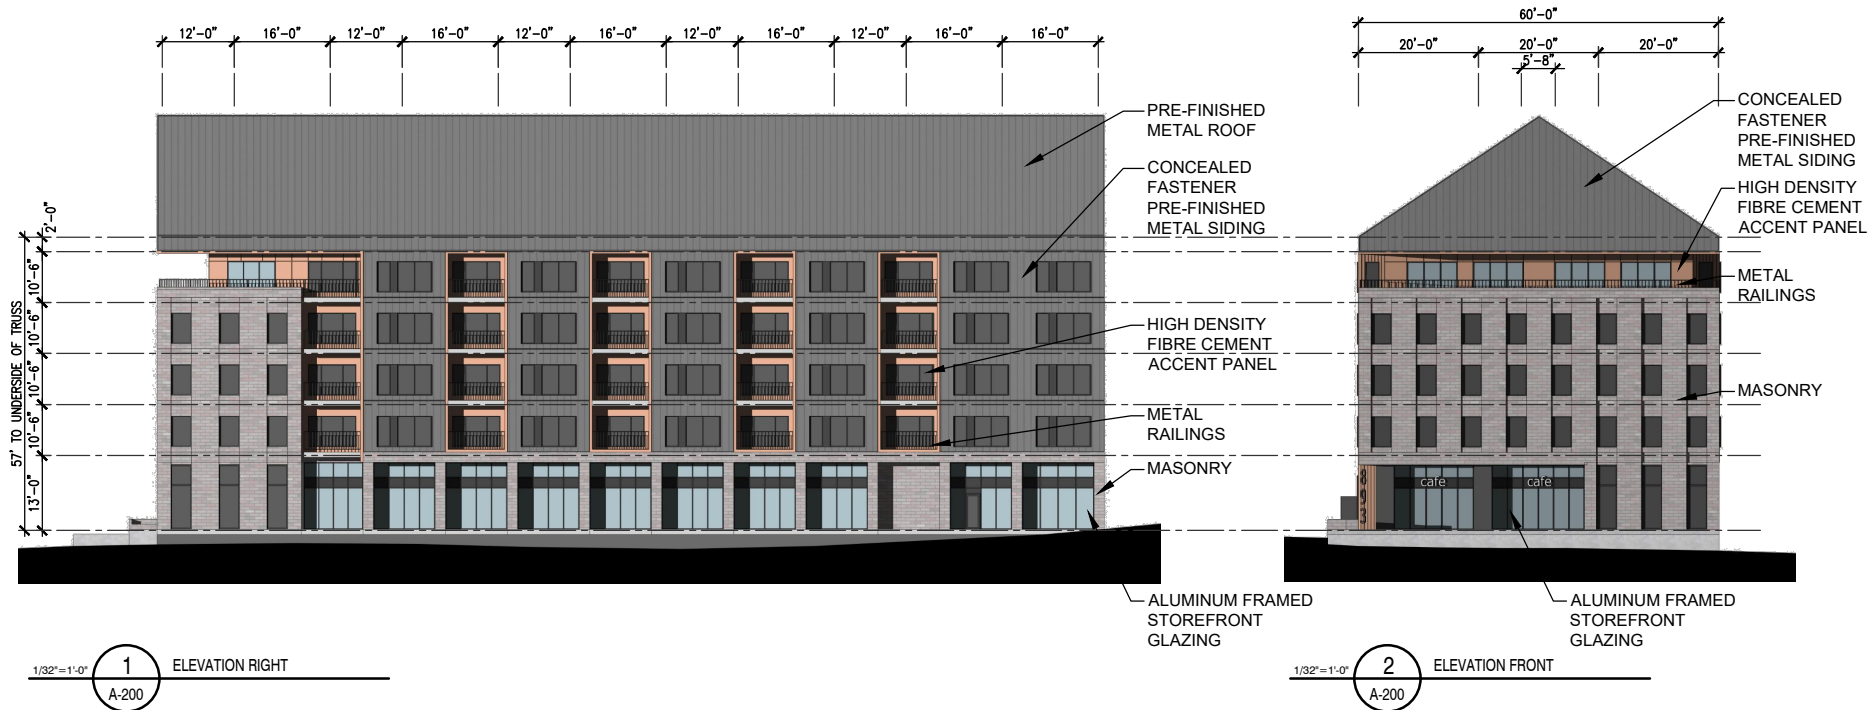 12'-0" 16'-0" 12'-0" 16'-0" 12'-0" 16'-0" 12'-0" 16'-0" 12'-0" 16'-0" 16'-0"
PRE-FINISHED
METAL ROOF
CONCEALED
FASTENER
PRE-FINISHED
METAL SIDING
HIGH DENSITY
FIBRE CEMENT
ACCENT PANEL
METAL
RAILINGS
MASONRY
ALUMINUM FRAMED
STOREFRONT
GLAZING
57' TO UNDERSIDE OF TRUSS
2'-0"
10'-6"
10'-6"
10'-6"
10'-6"
13'-0"
1/32"=1'-0"
1
A-200
ELEVATION RIGHT
60'-0"
20'-0" 20'-0" 20'-0"
5'-8"
CONCEALED
FASTENER
PRE-FINISHED
METAL SIDING
HIGH DENSITY
FIBRE CEMENT
ACCENT PANEL
METAL
RAILINGS
MASONRY
cafe cafe
ALUMINUM FRAMED
STOREFRONT
GLAZING
1/32"=1'-0"
2
A-200
ELEVATION FRONT